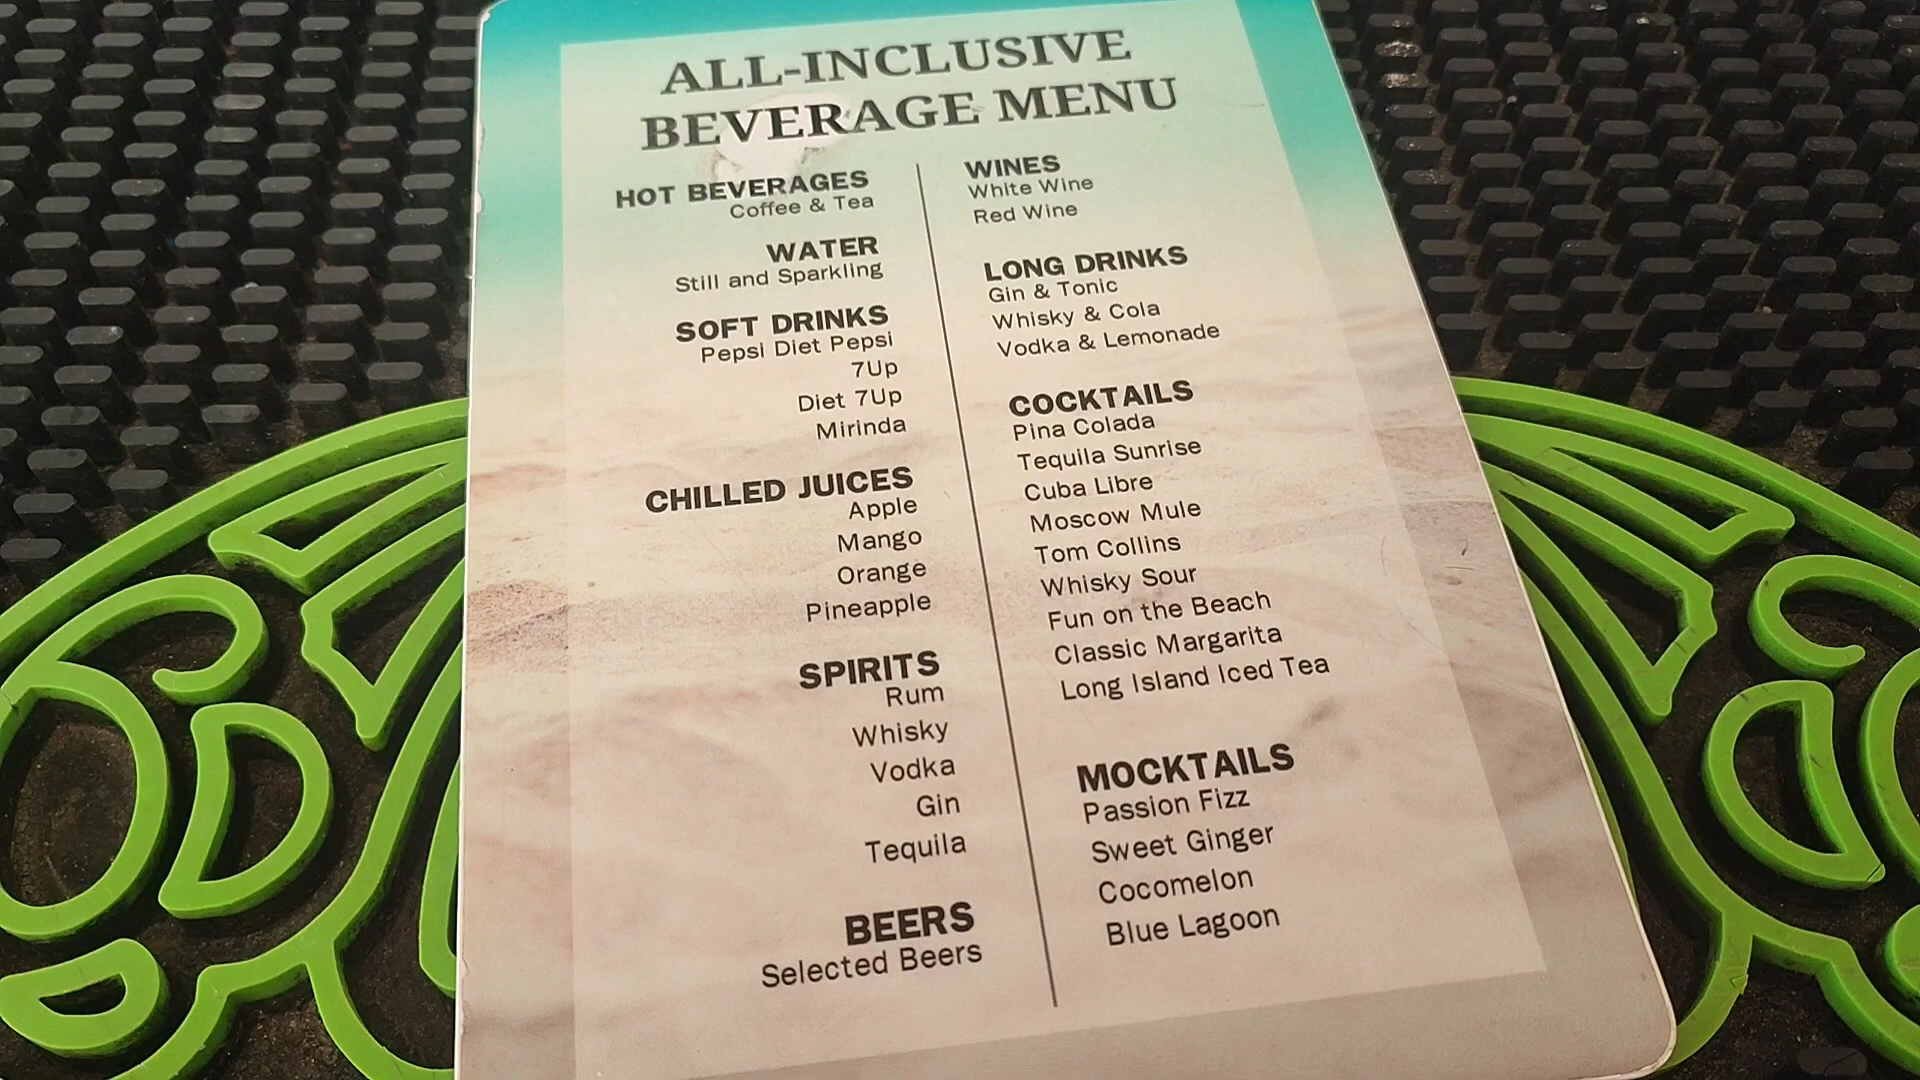 ALL-INCLUSIVE
BEVERAGE MENU
HOT BEVERAGES
Coffee & Tea
WATER
Still and Sparkling
SOFT DRINKS
Pepsi Diet Pepsi
7Up
Diet 7Up
Mirinda
CHILLED JUICES
Apple
Mango
Orange
Pineapple
SPIRITS
Rum
Whisky
Vodka
Gin
Tequila
BEERS
Selected Beers
WINES
White Wine
Red Wine
LONG DRINKS
Gin & Tonic
Whisky & Cola
Vodka & Lemonade
COCKTAILS
Pina Colada
Tequila Sunrise
Cuba Libre
Moscow Mule
Tom Collins
Whisky Sour
Fun on the Beach
Classic Margarita
Long Island Iced Tea
MOCKTAILS
Passion Fizz
Sweet Ginger
Cocomelon
Blue Lagoon